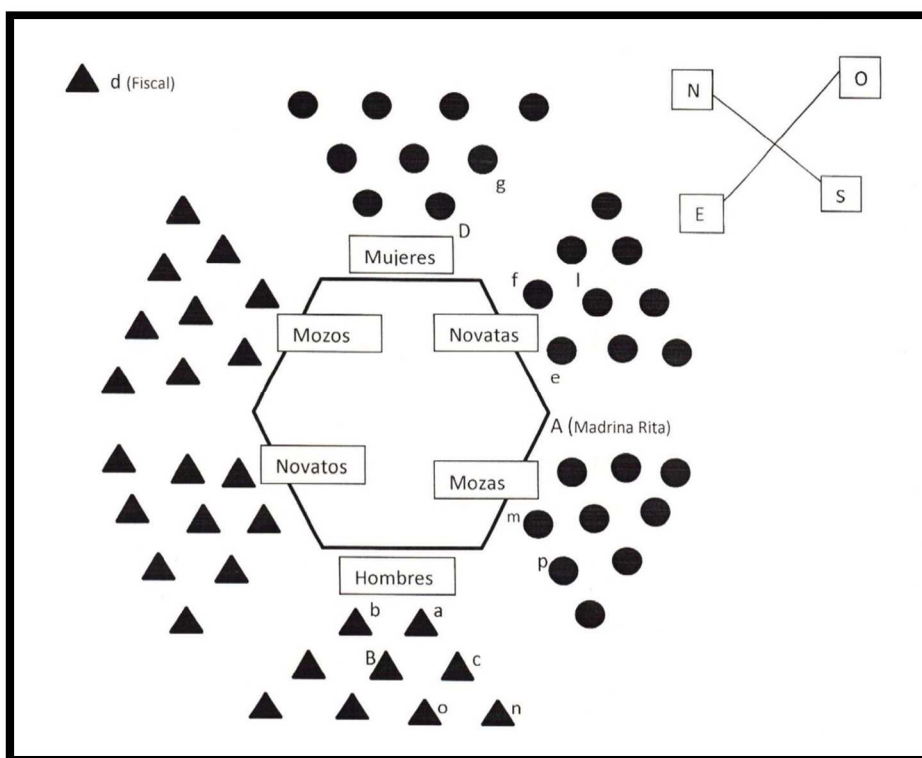 d (Fiscal)
N
O
E
S
g
D
Mujeres
f
l
Mozos
Novatas
e
A (Madrina Rita)
Novatos
Mozas
m
p
Hombres
b
a
B
c
o
n